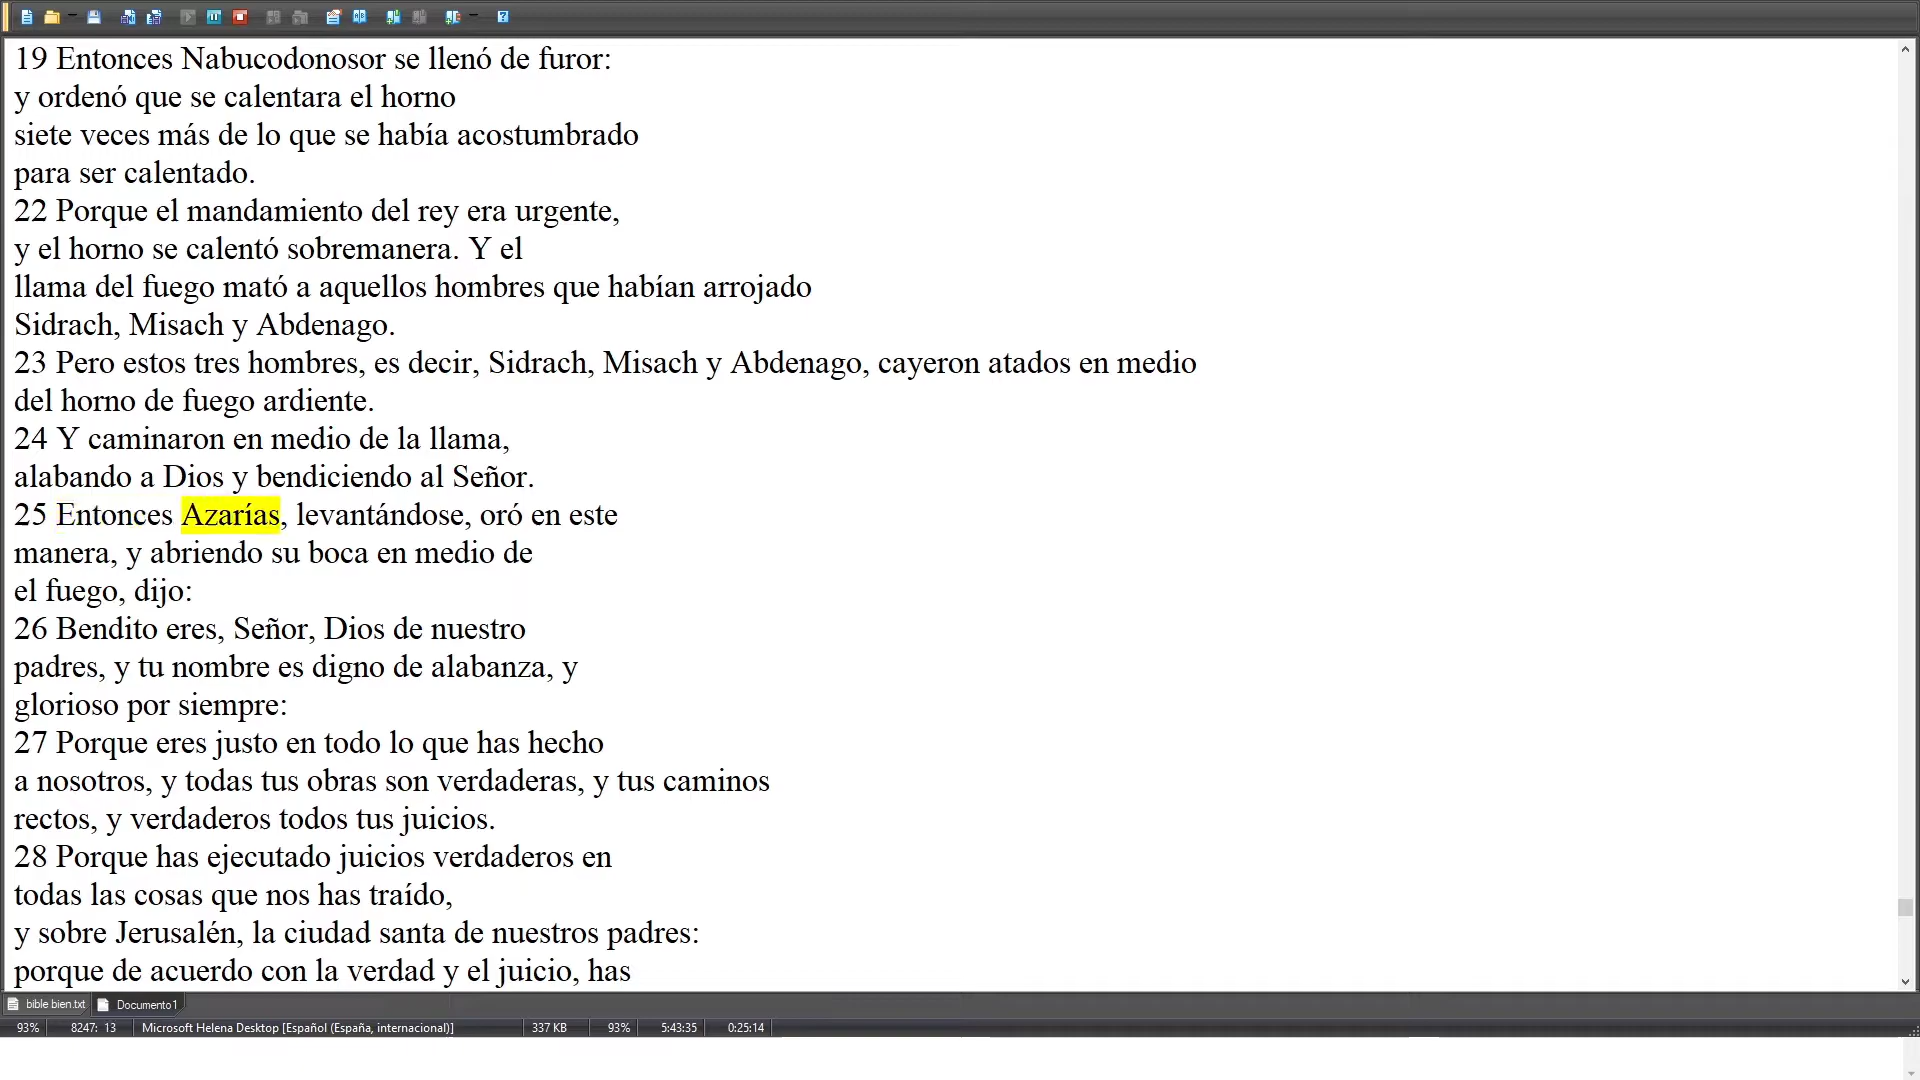 19 Entonces Nabucodonosor se llenó de furor:
y ordenó que se calentara el horno
siete veces más de lo que se había acostumbrado
para ser calentado.
22 Porque el mandamiento del rey era urgente,
y el horno se calentó sobremanera. Y el
llama del fuego mató a aquellos hombres que habían arrojado
Sidrach, Misach y Abdenago.
23 Pero estos tres hombres, es decir, Sidrach, Misach y Abdenago, cayeron atados en medio
del horno de fuego ardiente.
24 Y caminaron en medio de la llama,
alabando a Dios y bendiciendo al Señor.
25 Entonces Azarías, levantándose, oró en este
manera, y abriendo su boca en medio de
el fuego, dijo:
26 Bendito eres, Señor, Dios de nuestro
padres, y tu nombre es digno de alabanza, y
glorioso por siempre:
27 Porque eres justo en todo lo que has hecho
a nosotros, y todas tus obras son verdaderas, y tus caminos
rectos, y verdaderos todos tus juicios.
28 Porque has ejecutado juicios verdaderos en
todas las cosas que nos has traído,
y sobre Jerusalén, la ciudad santa de nuestros padres:
porque de acuerdo con la verdad y el juicio, has
bible bien.txt Documento1
93% 8247: 13 Microsoft Helena Desktop [Español (España, internacional)] 337 KB 93% 5:43:35 0:25:14